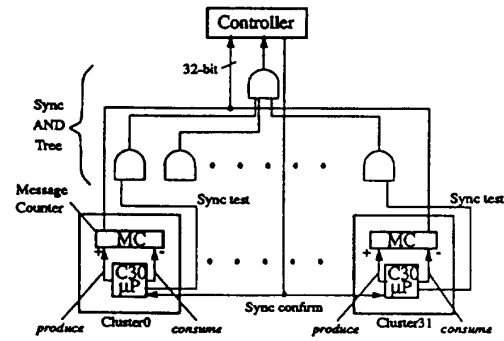 Controller
32-bit
Sync
AND
Tree
Message
Counter
Sync test
Sync test
MC
MC
+
-
+
-
C30
μP
C30
μP
Sync confirm
produce
Cluster0
consume
produce
Cluster31
consume